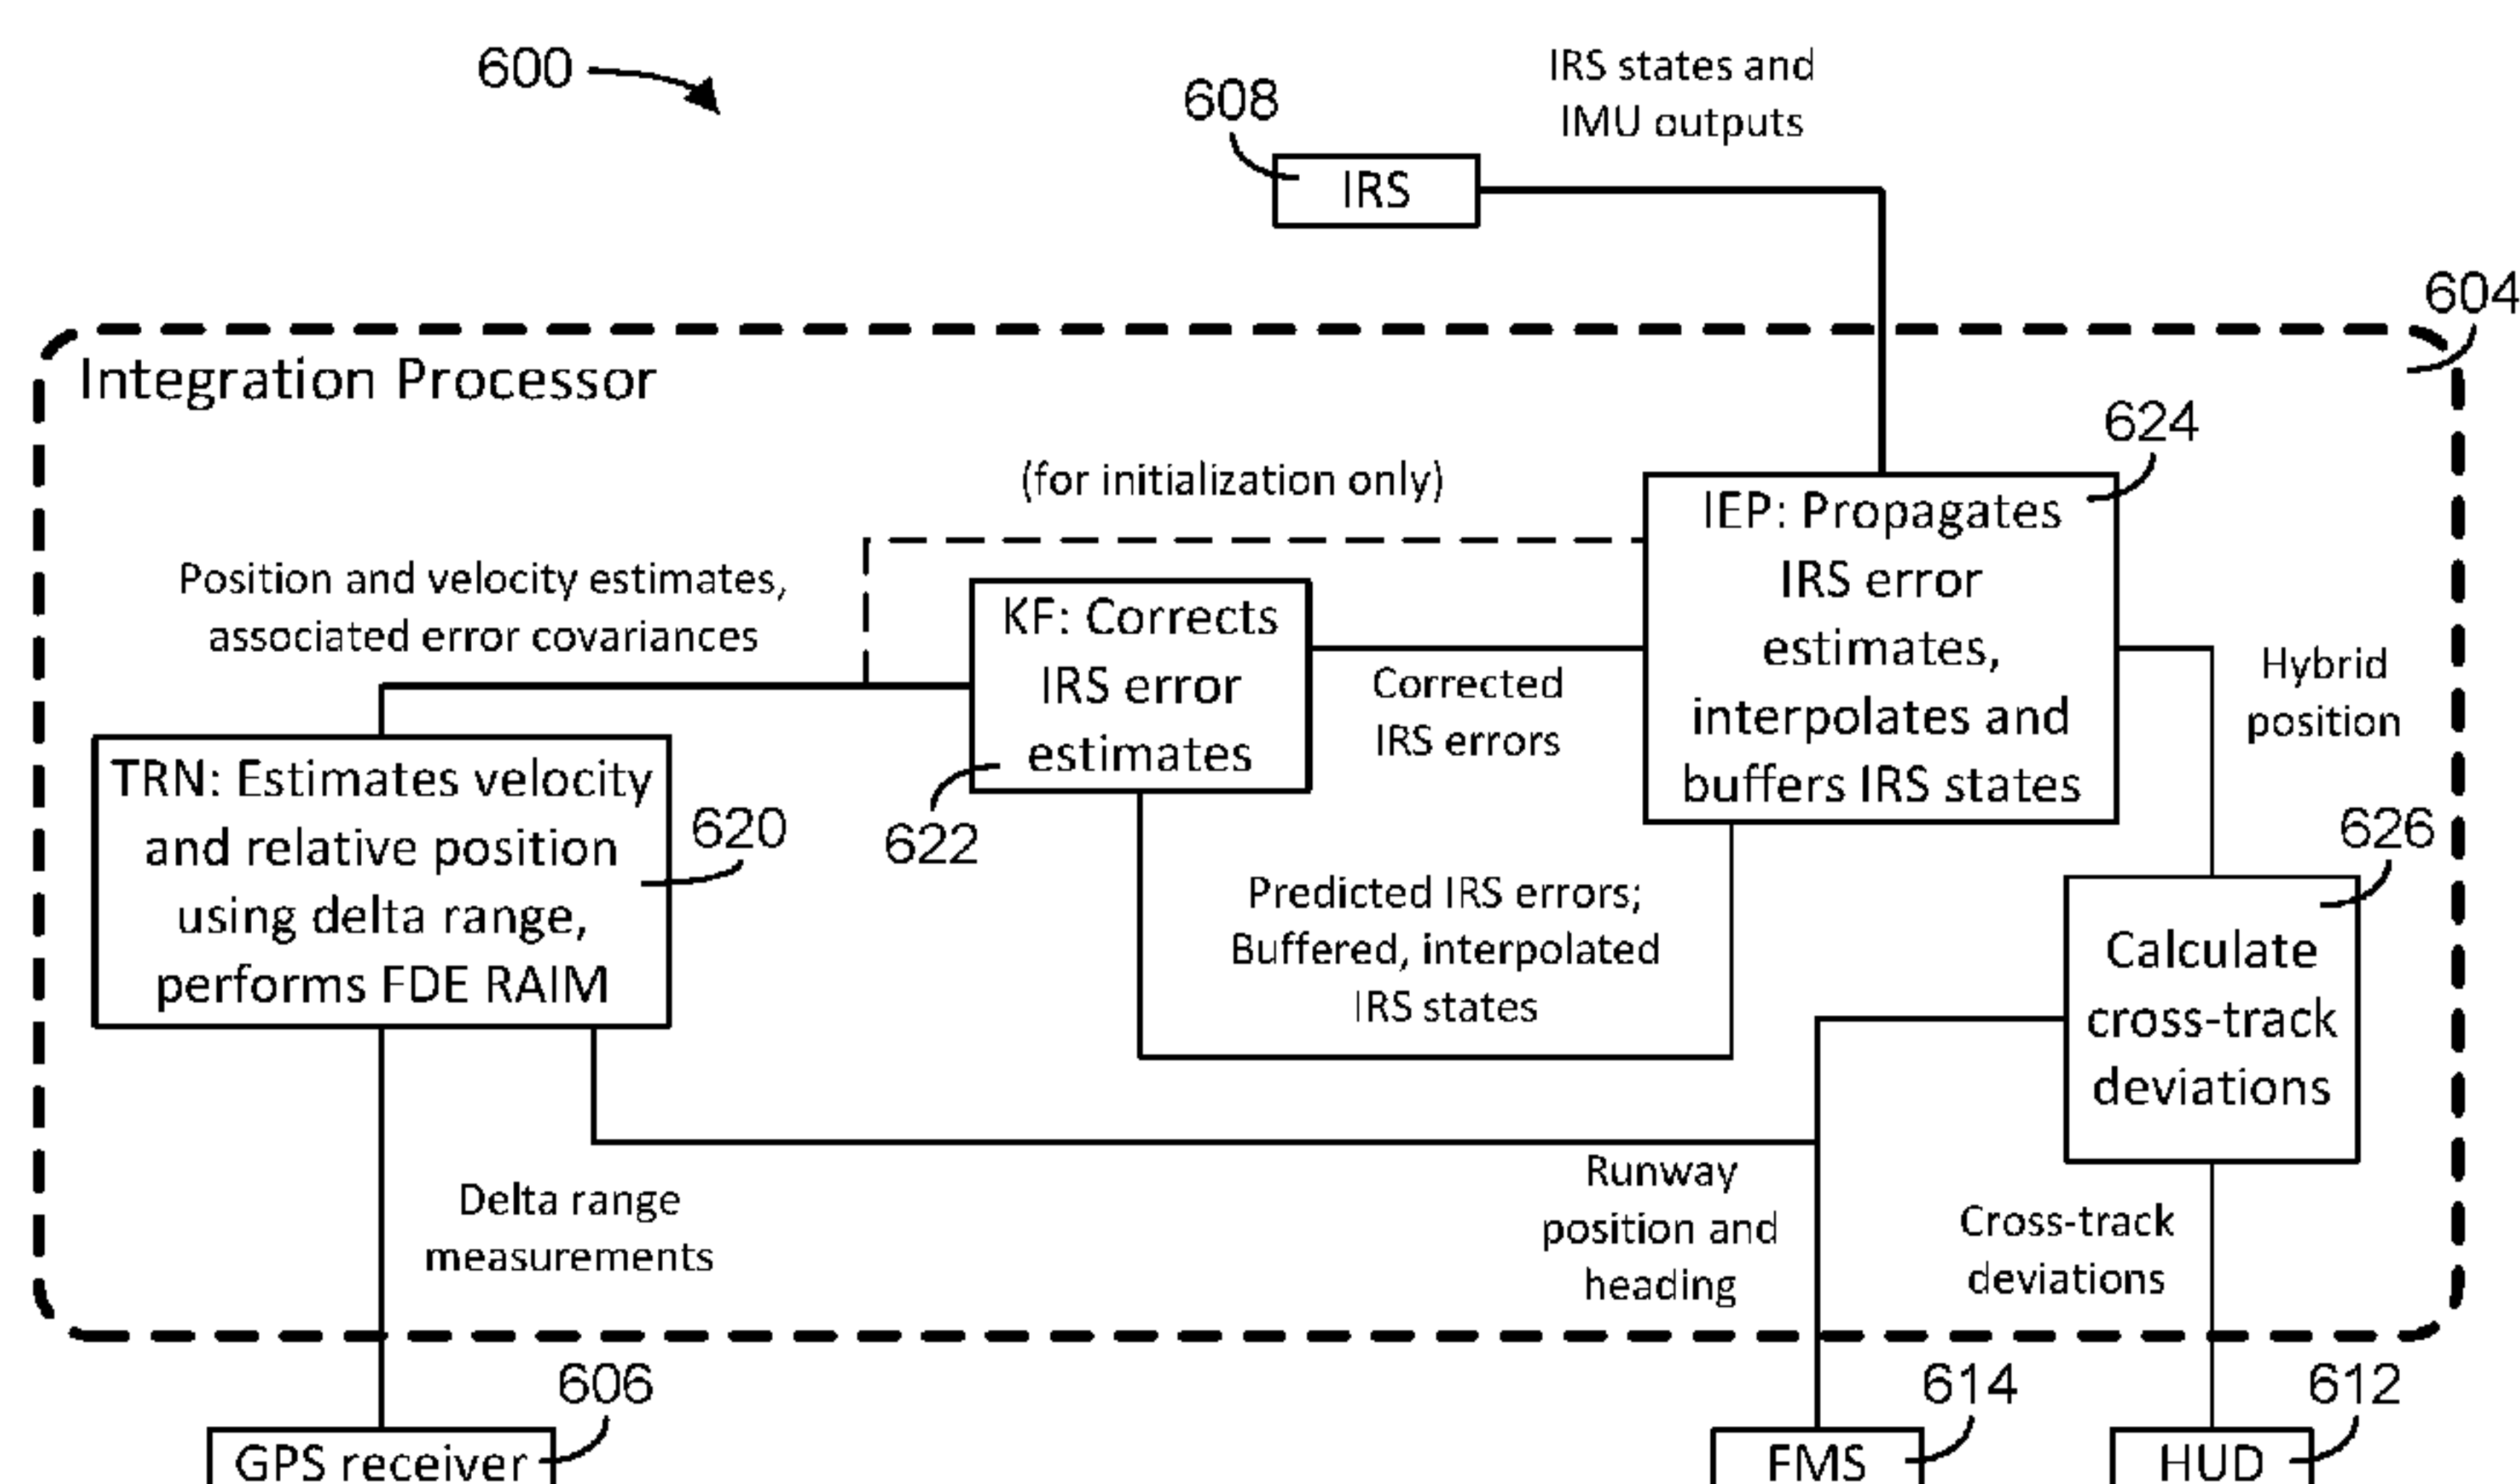 600
608
IRS states and
IMU outputs
IRS
604
Integration Processor
624
(for initialization only)
IEP: Propagates
IRS error
estimates,
interpolates and
buffers IRS states
Position and velocity estimates,
associated error covariances
KF: Corrects
IRS error
estimates
622
Corrected
IRS errors
Hybrid
position
TRN: Estimates velocity
and relative position
using delta range,
performs FDE RAIM
620
626
Predicted IRS errors;
Buffered, interpolated
IRS states
Calculate
cross-track
deviations
Delta range
measurements
Runway
position and
heading
Cross-track
deviations
606
614
612
GPS receiver
FMS
HUD